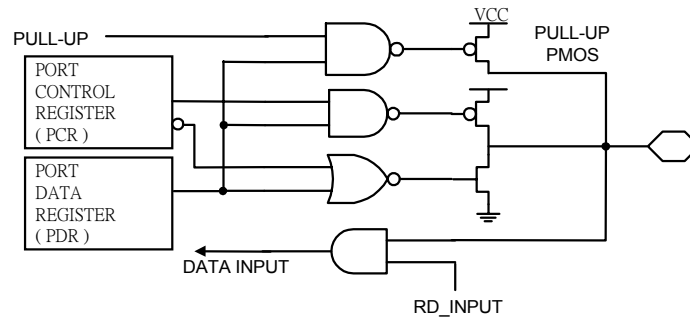 VCC
PULL-UP
PULL-UP
PMOS
PORT
CONTROL
REGISTER
( PCR )
PORT
DATA
REGISTER
( PDR )
DATA INPUT
RD_INPUT